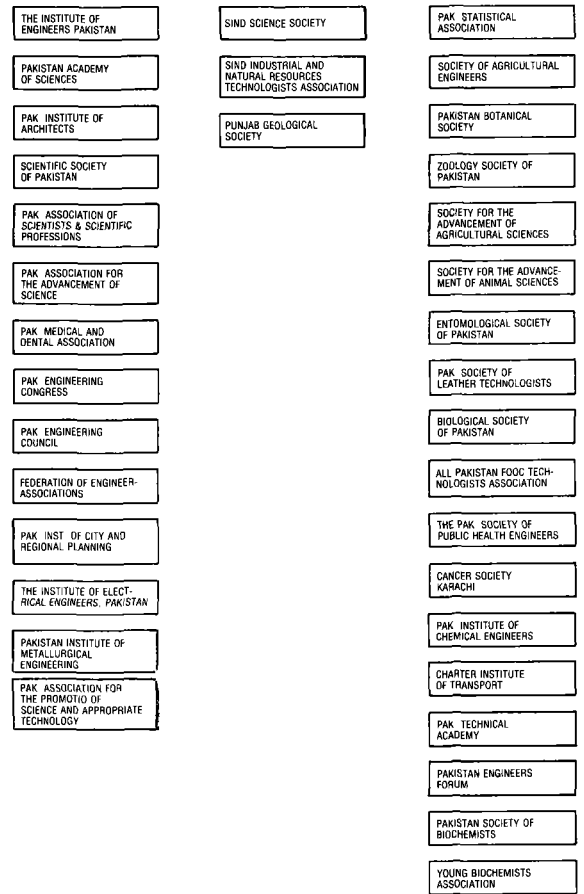 THE INSTITUTE OF
ENGINEERS PAKISTAN
PAKISTAN ACADEMY
OF SCIENCES
PAK INSTITUTE OF
ARCHITECTS
SCIENTIFIC SOCIETY
OF PAKISTAN
PAK ASSOCIATION OF
SCIENTISTS & SCIENTIFIC
PROFESSIONS
PAK ASSOCIATION FOR
THE ADVANCEMENT OF
SCIENCE
PAK MEDICAL AND
DENTAL ASSOCIATION
PAK ENGINEERING
CONGRESS
PAK ENGINEERING
COUNCIL
FEDERATION OF ENGINEER-
ASSOCIATIONS
PAK INST OF CITY AND
REGIONAL PLANNING
THE INSTITUTE OF ELECT-
RICAL ENGINEERS, PAKISTAN
PAKISTAN INSTITUTE OF
METALLURGICAL
ENGINEERING
PAK ASSOCIATION FOR
THE PROMOTIO OF
SCIENCE AND APPROPRIATE
TECHNOLOGY
SIND SCIENCE SOCIETY
SIND INDUSTRIAL AND
NATURAL RESOURCES
TECHNOLOGISTS ASSOCIATION
PUNJAB GEOLOGICAL
SOCIETY
PAK STATISTICAL
ASSOCIATION
SOCIETY OF AGRICULTURAL
ENGINEERS
PAKISTAN BOTANICAL
SOCIETY
ZOOLOGY SOCIETY OF
PAKISTAN
SOCIETY FOR THE
ADVANCEMENT OF
AGRICULTURAL SCIENCES
SOCIETY FOR THE ADVANCE-
MENT OF ANIMAL SCIENCES
ENTOMOLOGICAL SOCIETY
OF PAKISTAN
PAK SOCIETY OF
LEATHER TECHNOLOGISTS
BIOLOGICAL SOCIETY
OF PAKISTAN
ALL PAKISTAN FOOC TECH-
NOLOGISTS ASSOCIATION
THE PAK SOCIETY OF
PUBLIC HEALTH ENGINEERS
CANCER SOCIETY
KARACHI
PAK INSTITUTE OF
CHEMICAL ENGINEERS
CHARTER INSTITUTE
OF TRANSPORT
PAK TECHNICAL
ACADEMY
PAKISTAN ENGINEERS
FORUM
PAKISTAN SOCIETY OF
BIOCHEMISTS
YOUNG BIOCHEMISTS
ASSOCIATION